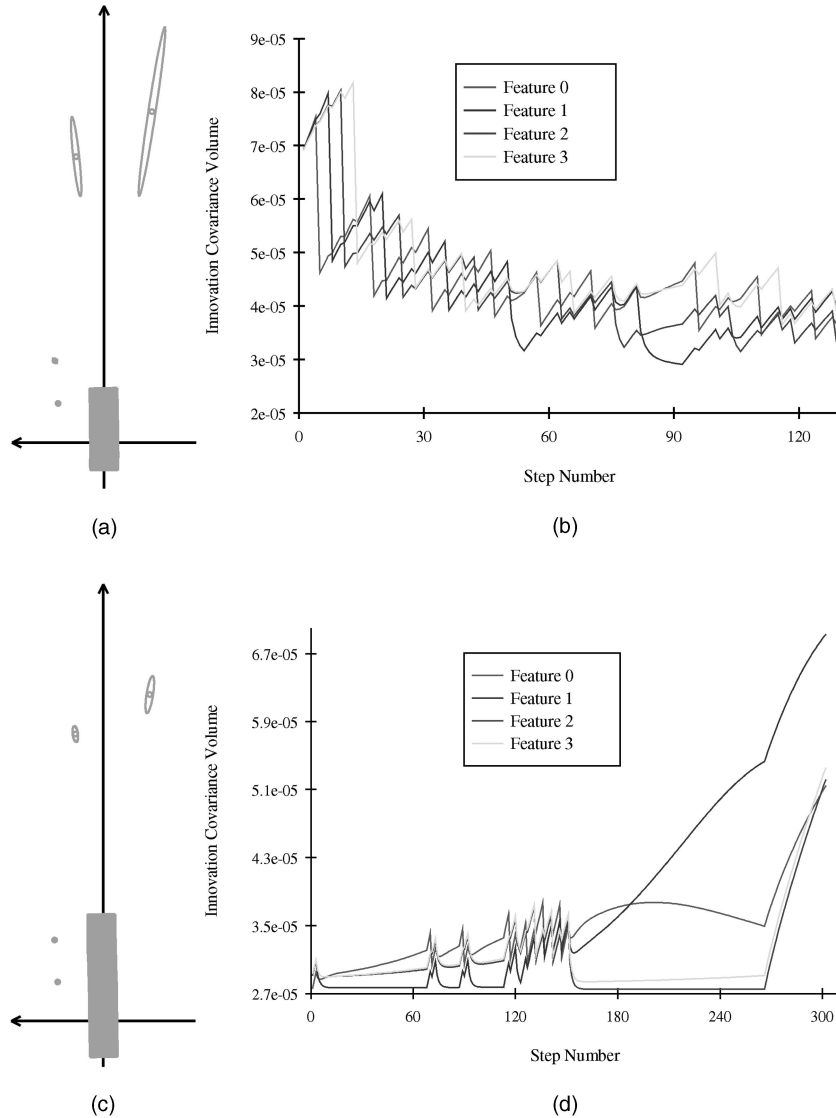 9e-05
8e-05
7e-05
6e-05
5e-05
4e-05
3e-05
2e-05
Innovation Covariance Volume
Feature 0
Feature 1
Feature 2
Feature 3
0 30 60 90 120
Step Number
(a)
(b)
6.7e-05
5.9e-05
5.1e-05
4.3e-05
3.5e-05
2.7e-05
Innovation Covariance Volume
Feature 0
Feature 1
Feature 2
Feature 3
0 60 120 180 240 300
Step Number
(c)
(d)